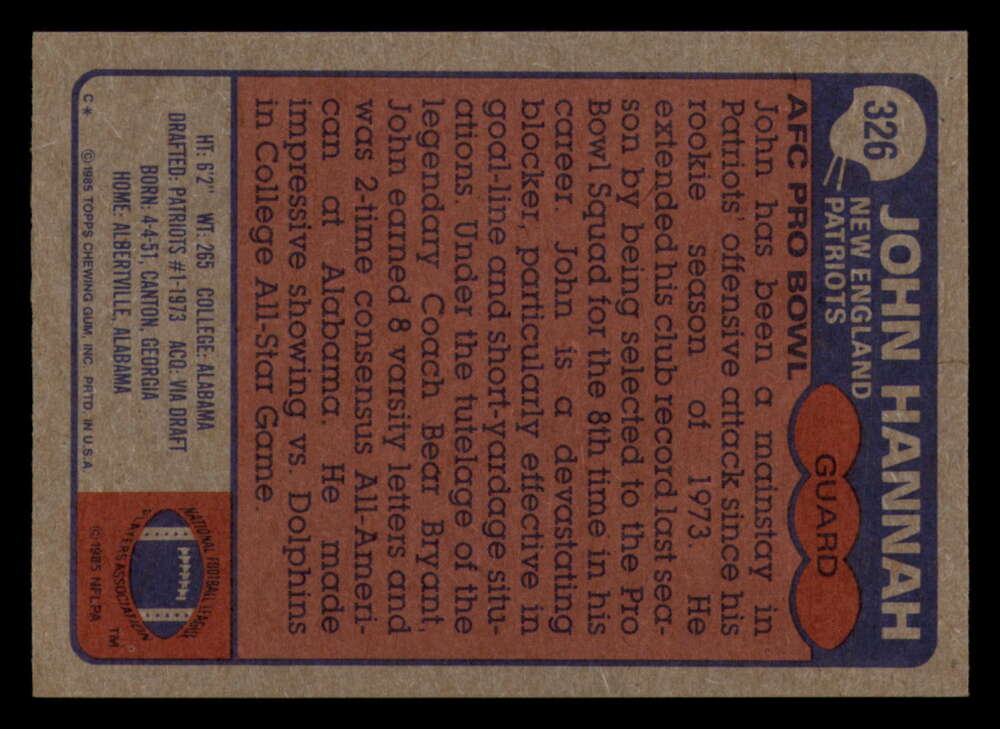 326
JOHN HANNAH
NEW ENGLAND
PATRIOTS
GUARD
AFC PRO BOWL
John has been a mainstay in
Patriots' offensive attack since his
rookie season of 1973. He
extended his club record last sea-
son by being selected to the Pro
Bowl Squad for the 8th time in his
career. John is a devastating
blocker, particularly effective in
goal-line and short-yardage situ-
ations. Under the tutelage of the
legendary Coach Bear Bryant,
John earned 8 varsity letters and
was 2-time consensus All-Ameri-
can at Alabama. He made
impressive showing vs. Dolphins
in College All-Star Game.
HT: 6'2" WT: 265 COLLEGE: ALABAMA
DRAFTED: PATRIOTS #1-1973 ACQ: VIA DRAFT
BORN: 4-4-51, CANTON, GEORGIA
HOME: ALBERTVILLE, ALABAMA
C* © 1985 TOPPS CHEWING GUM, INC. PRTD. IN U.S.A.
NATIONAL FOOTBALL LEAGUE
PLAYERS ASSOCIATION
TM
© 1985 NFLPA